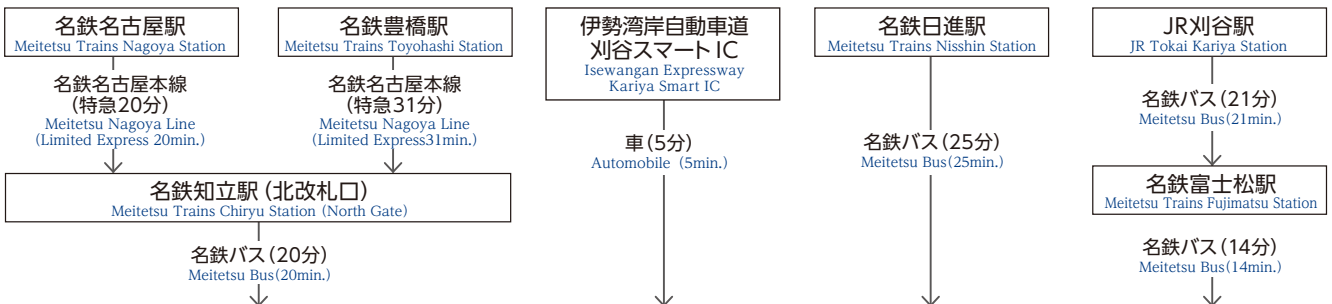 名鉄名古屋駅
Meitetsu Trains Nagoya Station
名鉄名古屋本線
(特急20分)
Meitetsu Nagoya Line
(Limited Express 20min.)
名鉄豊橋駅
Meitetsu Trains Toyohashi Station
名鉄名古屋本線
(特急31分)
Meitetsu Nagoya Line
(Limited Express31min.)
名鉄知立駅(北改札口)
Meitetsu Trains Chiryu Station (North Gate)
名鉄バス(20分)
Meitetsu Bus(20min.)
伊勢湾岸自動車道
刈谷スマートIC
Isewangan Expressway
Kariya Smart IC
車(5分)
Automobile (5min.)
名鉄日進駅
Meitetsu Trains Nisshin Station
名鉄バス(25分)
Meitetsu Bus(25min.)
JR刈谷駅
JR Tokai Kariya Station
名鉄バス(21分)
Meitetsu Bus(21min.)
名鉄富士松駅
Meitetsu Trains Fujimatsu Station
名鉄バス(14分)
Meitetsu Bus(14min.)